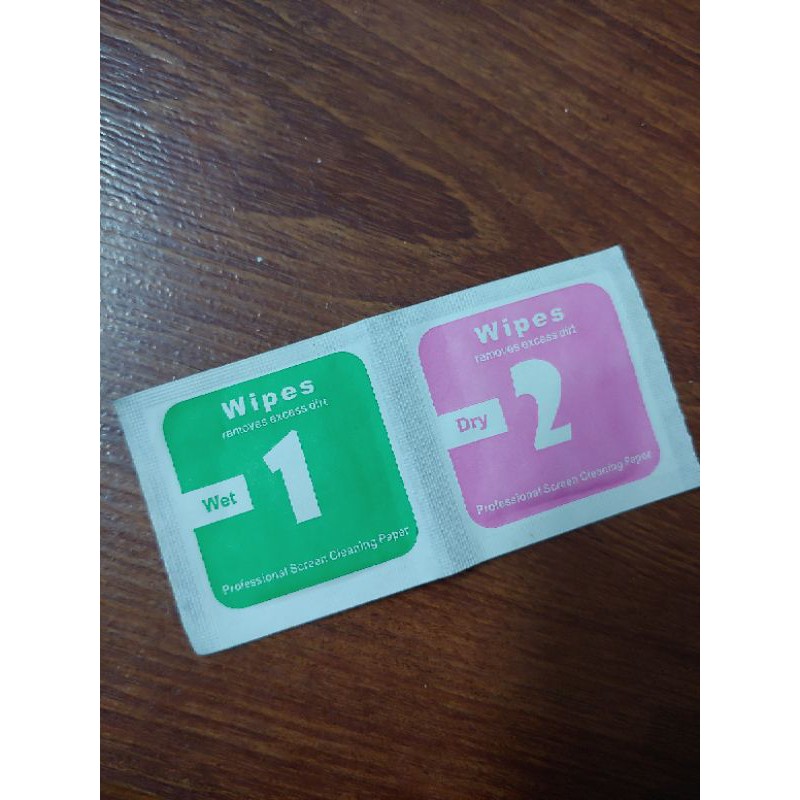 Wipes
removes excess dirt
Wet
1
Professional Screen Cleaning Paper
Wipes
removes excess dirt
Dry
2
Professional Screen Cleaning Paper